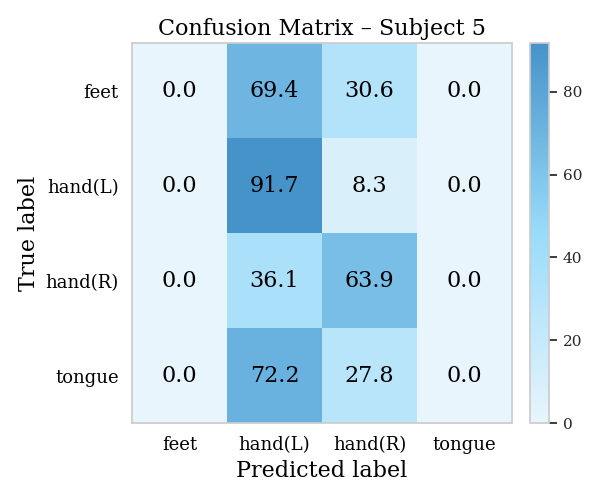 Confusion Matrix – Subject 5
feet 0.0 69.4 30.6 0.0
hand(L) 0.0 91.7 8.3 0.0
hand(R) 0.0 36.1 63.9 0.0
tongue 0.0 72.2 27.8 0.0
feet hand(L) hand(R) tongue
Predicted label
True label
80
60
40
20
0